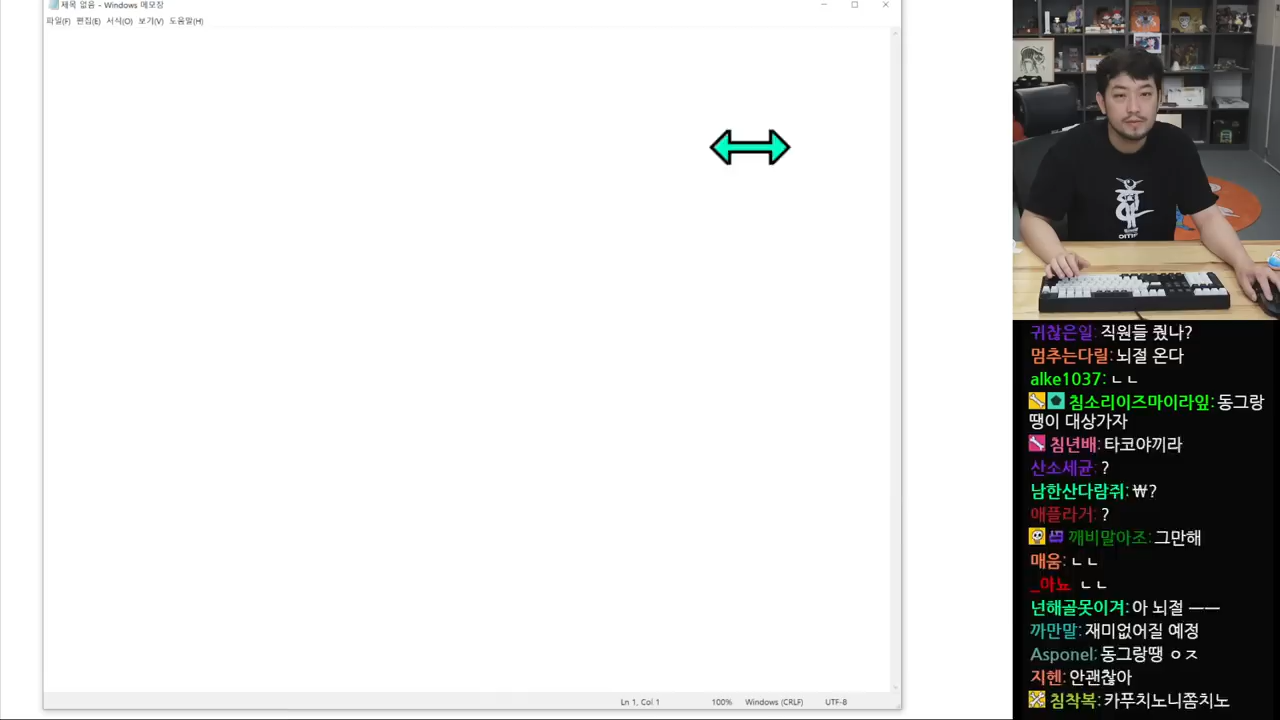 제목 없음 - Windows 메모장
파일(F) 편집(E) 서식(O) 보기(V) 도움말(H)
귀찮은일: 직원들 줬나?
멈추는다릴: 뇌절 온다
alke1037: ㄴㄴ
침소리이즈마이라잎: 동그랑
땡이 대상가자
침년배: 타코야끼라
산소세균: ?
남한산다람쥐: ₩?
애플라거: ?
깨비말아조: 그만해
매움: ㄴㄴ
_아뇨 ㄴㄴ
넌해골못이겨: 아 뇌절 ㅡㅡ
까만말: 재미없어질 예정
Asponel: 동그랑땡 ㅇㅈ
지헨: 안괜찮아
침착복: 카푸치노니쫌치노
Ln 1, Col 1
100%
Windows (CRLF)
UTF-8